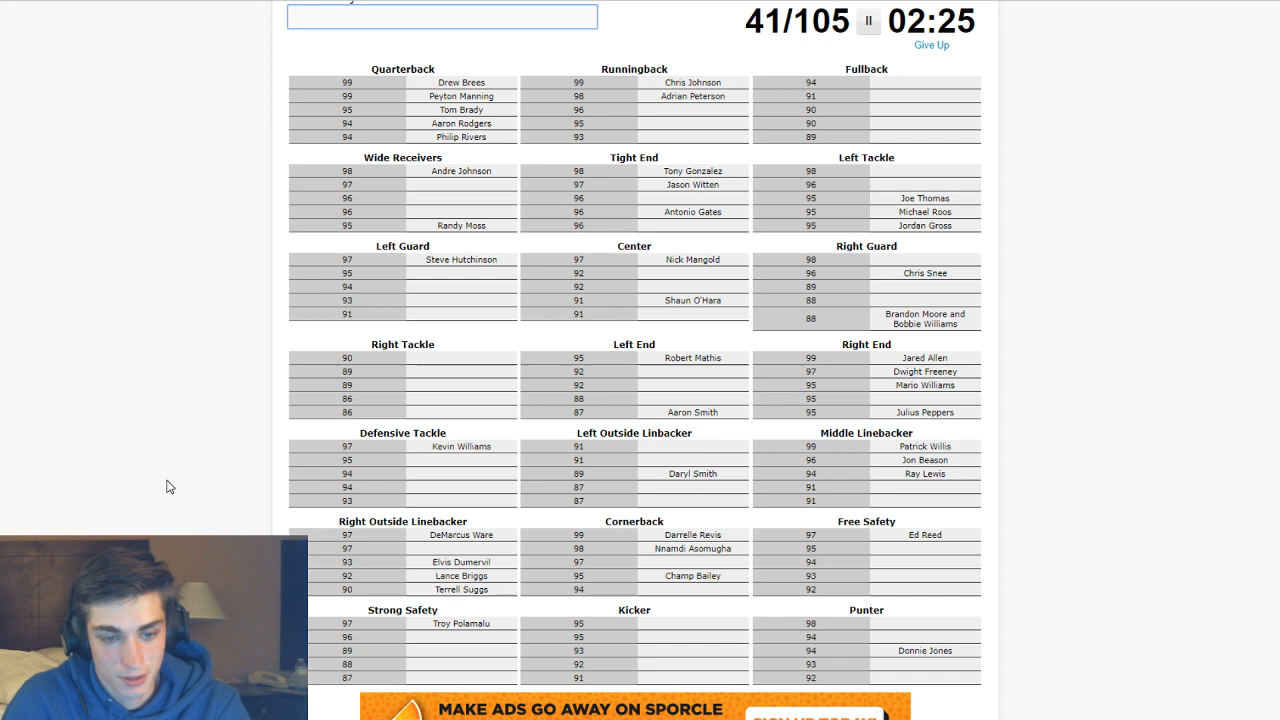 41/105 II 02:25
Give Up
Quarterback Runningback Fullback
99 Drew Brees 99 Chris Johnson 94
99 Peyton Manning 98 Adrian Peterson 91
95 Tom Brady 96 90
94 Aaron Rodgers 95 90
94 Philip Rivers 93 89
Wide Receivers Tight End Left Tackle
98 Andre Johnson 98 Tony Gonzalez 98
97 97 Jason Witten 96
96 96 95 Joe Thomas
96 96 Antonio Gates 95 Michael Roos
95 Randy Moss 96 95 Jordan Gross
Left Guard Center Right Guard
97 Steve Hutchinson 97 Nick Mangold 98
95 92 96 Chris Snee
94 92 89
93 91 Shaun O'Hara 88
91 91 88 Brandon Moore and
Bobbie Williams
Right Tackle Left End Right End
90 95 Robert Mathis 99 Jared Allen
89 92 97 Dwight Freeney
89 92 95 Mario Williams
86 88 95
86 87 Aaron Smith 95 Julius Peppers
Defensive Tackle Left Outside Linbacker Middle Linebacker
97 Kevin Williams 91 99 Patrick Willis
95 91 96 Jon Beason
94 89 Daryl Smith 94 Ray Lewis
94 87 91
93 87 91
Right Outside Linebacker Cornerback Free Safety
97 DeMarcus Ware 99 Darrelle Revis 97 Ed Reed
97 98 Nnamdi Asomugha 95
93 Elvis Dumervil 97 94
92 Lance Briggs 95 Champ Bailey 93
90 Terrell Suggs 94 92
Strong Safety Kicker Punter
97 Troy Polamalu 95 98
96 95 94
89 93 94 Donnie Jones
88 92 93
87 91 92
MAKE ADS GO AWAY ON SPORCLE